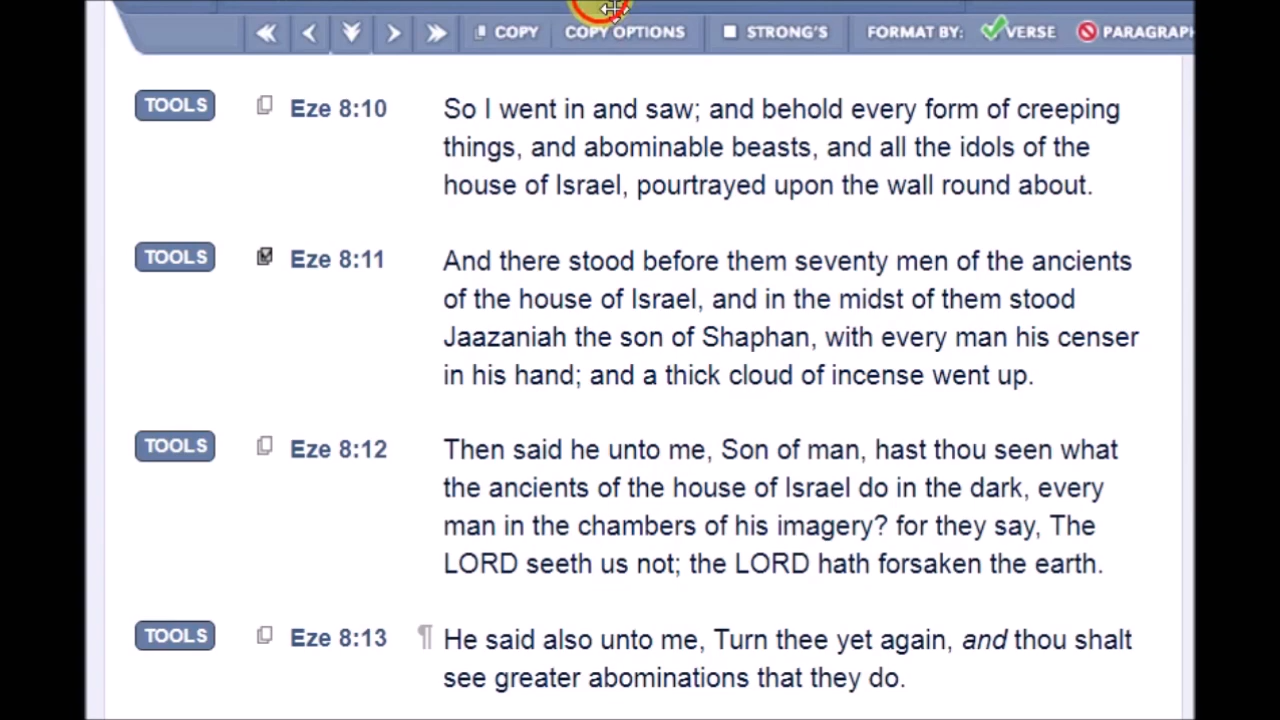 COPY COPY OPTIONS STRONG'S FORMAT BY: VERSE PARAGRAPH
TOOLS Eze 8:10 So I went in and saw; and behold every form of creeping
things, and abominable beasts, and all the idols of the
house of Israel, pourtrayed upon the wall round about.
TOOLS Eze 8:11 And there stood before them seventy men of the ancients
of the house of Israel, and in the midst of them stood
Jaazaniah the son of Shaphan, with every man his censer
in his hand; and a thick cloud of incense went up.
TOOLS Eze 8:12 Then said he unto me, Son of man, hast thou seen what
the ancients of the house of Israel do in the dark, every
man in the chambers of his imagery? for they say, The
LORD seeth us not; the LORD hath forsaken the earth.
TOOLS Eze 8:13 ¶ He said also unto me, Turn thee yet again, and thou shalt
see greater abominations that they do.